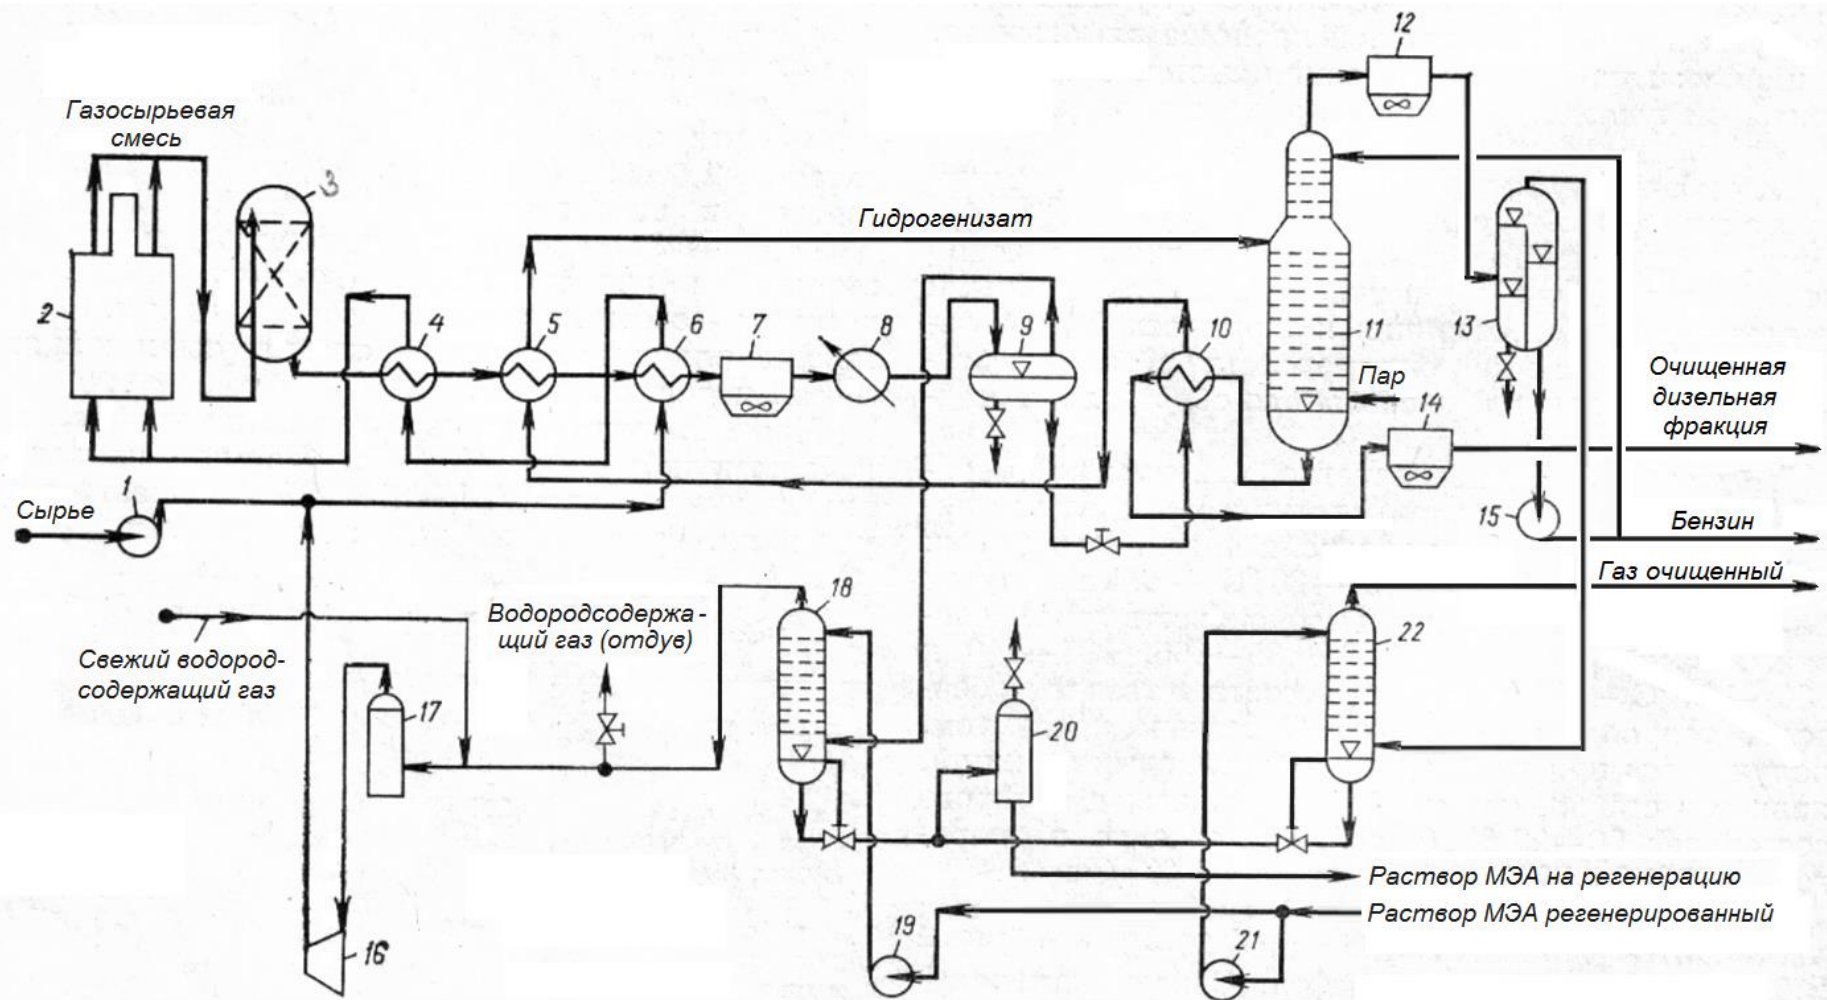 12
Газосырьевая
смесь
3
Гидрогенизат
2
4
5
6
7
8
9
10
11
13
Пар
14
Очищенная
дизельная
фракция
1
Сырье
15
Бензин
Газ очищенный
Свежий водород-
содержащий газ
Водородсодержа-
щий газ (отдув)
18
22
17
20
Раствор МЭА на регенерацию
Раствор МЭА регенерированный
16
19
21